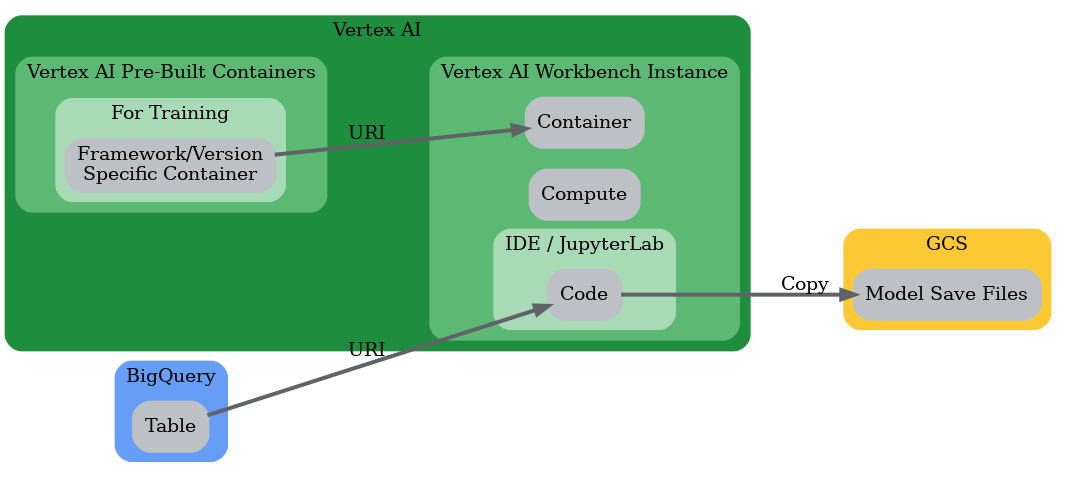 Vertex AI
Vertex AI Pre-Built Containers
For Training
Framework/Version
Specific Container
URI
Vertex AI Workbench Instance
Container
Compute
IDE / JupyterLab
Code
Copy
GCS
Model Save Files
URI
BigQuery
Table